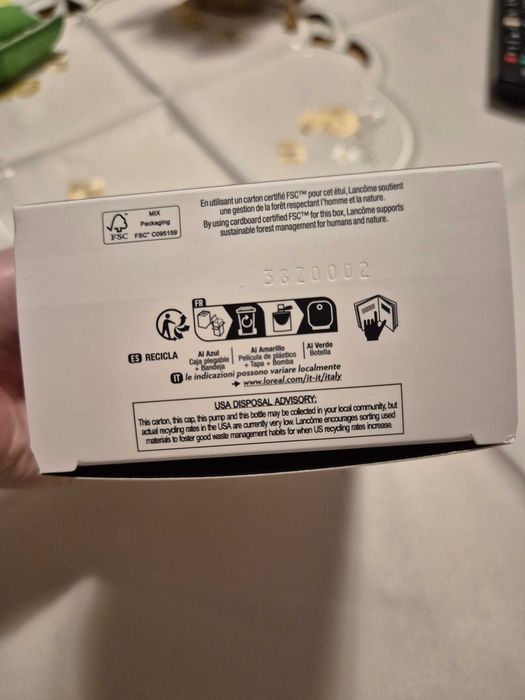 MIX
Packaging
FSC
FSC® C095159
En utilisant un carton certifié FSC™ pour cet étui, Lancôme soutient
une gestion de la forêt respectant l'homme et la nature.
By using cardboard certified FSC™ for this box, Lancôme supports
sustainable forest management for humans and nature.
38Z0002
FR
ES RECICLA
Al Azul
Caja plegable
+ Bandeja
Al Amarillo
Película de plástico
+ Tapa + Bomba
Al Verde
Botella
IT le indicazioni possono variare localmente
➔ www.loreal.com/it-it/italy
USA DISPOSAL ADVISORY:
This carton, this cap, this pump and this bottle may be collected in your local community, but
actual recycling rates in the USA are currently very low. Lancôme encourages sorting used
materials to foster good waste management habits for when US recycling rates increase.